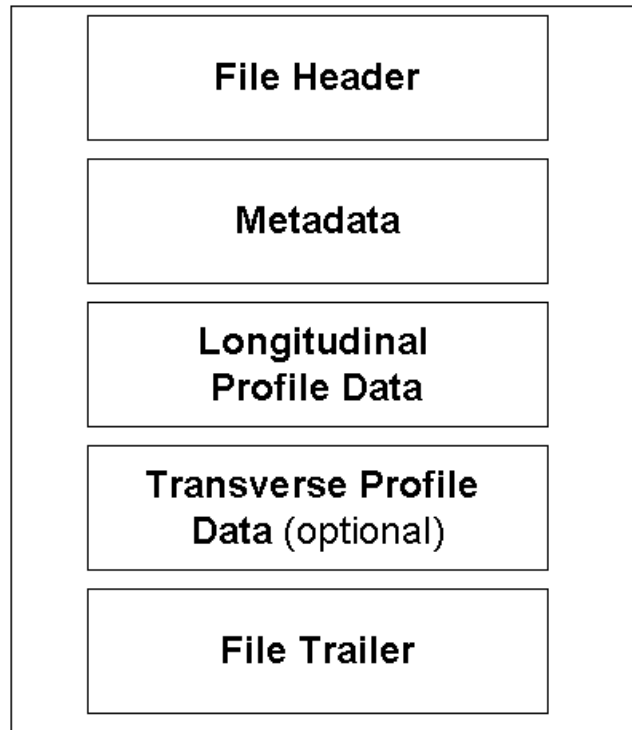 File Header
Metadata
Longitudinal
Profile Data
Transverse Profile
Data (optional)
File Trailer